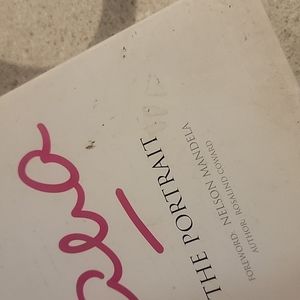 THE PORTRAIT
FOREWORD: NELSON MANDELA
AUTHOR: ROSALIND COWARD